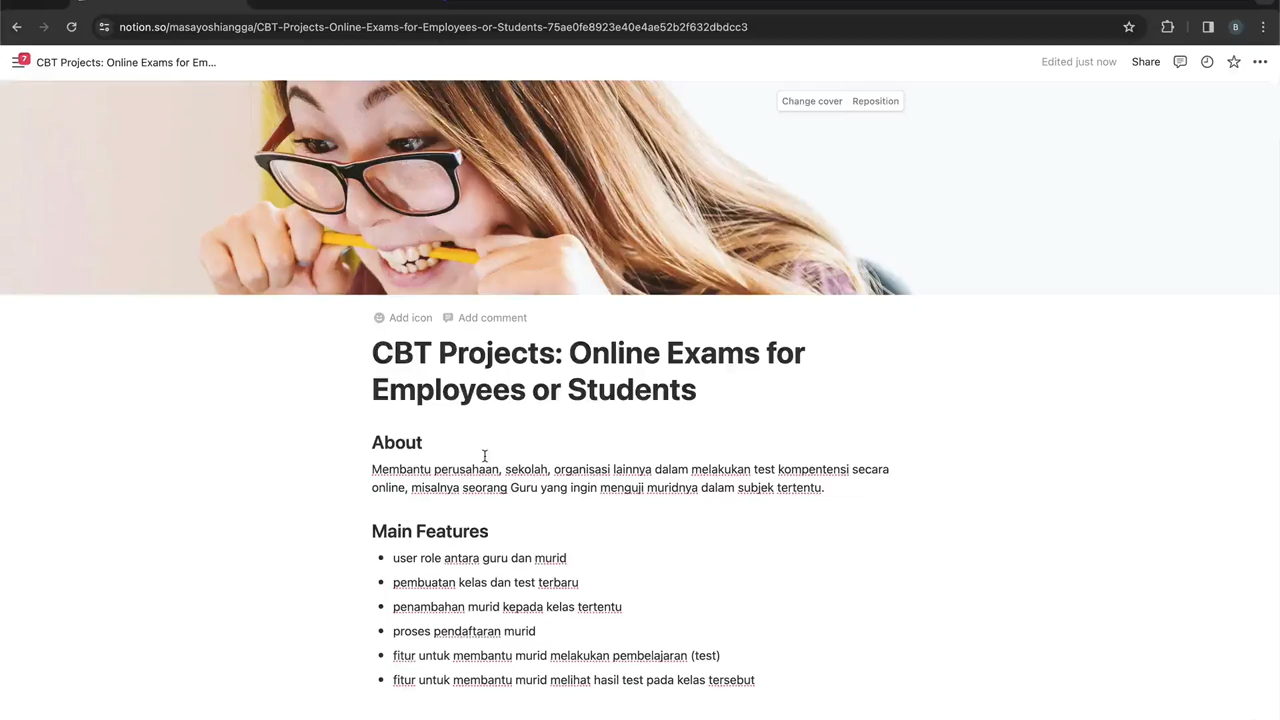 notion.so/masayoshiangga/CBT-Projects-Online-Exams-for-Employees-or-Students-75ae0fe8923e40e4ae52b2f632dbdcc3
B
7
CBT Projects: Online Exams for Em...
Edited just now
Share
Change cover
Reposition
Add icon
Add comment
CBT Projects: Online Exams for
Employees or Students
About
Membantu perusahaan, sekolah, organisasi lainnya dalam melakukan test kompentensi secara
online, misalnya seorang Guru yang ingin menguji muridnya dalam subjek tertentu.
Main Features
• user role antara guru dan murid
• pembuatan kelas dan test terbaru
• penambahan murid kepada kelas tertentu
• proses pendaftaran murid
• fitur untuk membantu murid melakukan pembelajaran (test)
• fitur untuk membantu murid melihat hasil test pada kelas tersebut